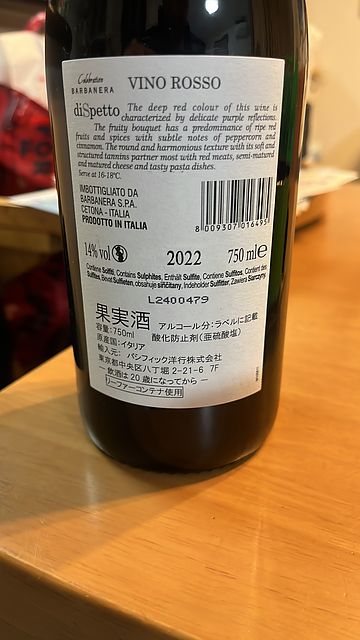 Celebration
BARBANERA
VINO ROSSO
diSpetto The deep red colour of this wine is
characterized by delicate purple reflections.
The fruity bouquet has a predominance of ripe red
fruits and spices with subtle notes of peppercorn and
cinnamon. The round and harmonious texture with its soft and
structured tannins partner most with red meats, semi-matured
and matured cheese and tasty pasta dishes.
Serve at 16-18°C.
IMBOTTIGLIATO DA
BARBANERA S.P.A.
CETONA - ITALIA
PRODOTTO IN ITALIA
8 009307 016495
14% vol 2022 750 ml e
Contiene Solfiti, Contains Sulphites, Enthält Sulfite, Contiene Sulfitos, Contient des
Sulfites, Bevat Sulfieten, obsahuje siričitany, Indeholder Sulfitter, Zawiera Siarczyny.
L2400479
果実酒 アルコール分:ラベルに記載
容量:750ml 酸化防止剤(亜硫酸塩)
原産国:イタリア
輸入元: パシフィック洋行株式会社
東京都中央区八丁堀 2-21-6 7F
— 飲酒は20歳になってから —
リーファーコンテナ使用